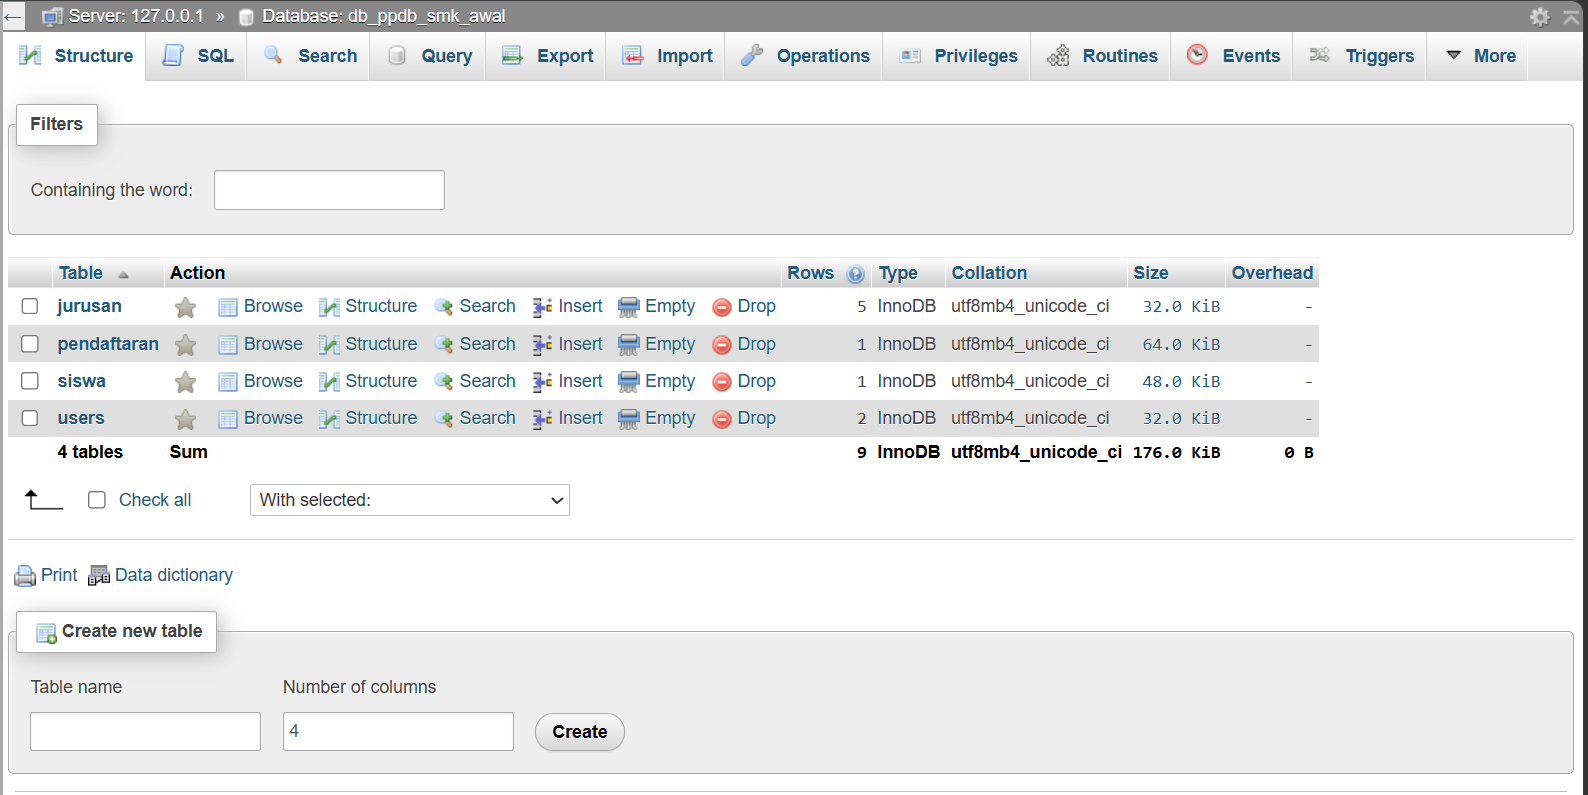 ← Server: 127.0.0.1 » Database: db_ppdb_smk_awal
Structure SQL Search Query Export Import Operations Privileges Routines Events Triggers More
Filters
Containing the word:
Table Action Rows Type Collation Size Overhead
jurusan Browse Structure Search Insert Empty Drop 5 InnoDB utf8mb4_unicode_ci 32.0 KiB -
pendaftaran Browse Structure Search Insert Empty Drop 1 InnoDB utf8mb4_unicode_ci 64.0 KiB -
siswa Browse Structure Search Insert Empty Drop 1 InnoDB utf8mb4_unicode_ci 48.0 KiB -
users Browse Structure Search Insert Empty Drop 2 InnoDB utf8mb4_unicode_ci 32.0 KiB -
4 tables Sum 9 InnoDB utf8mb4_unicode_ci 176.0 KiB 0 B
Check all With selected:
Print Data dictionary
Create new table
Table name Number of columns
4 Create